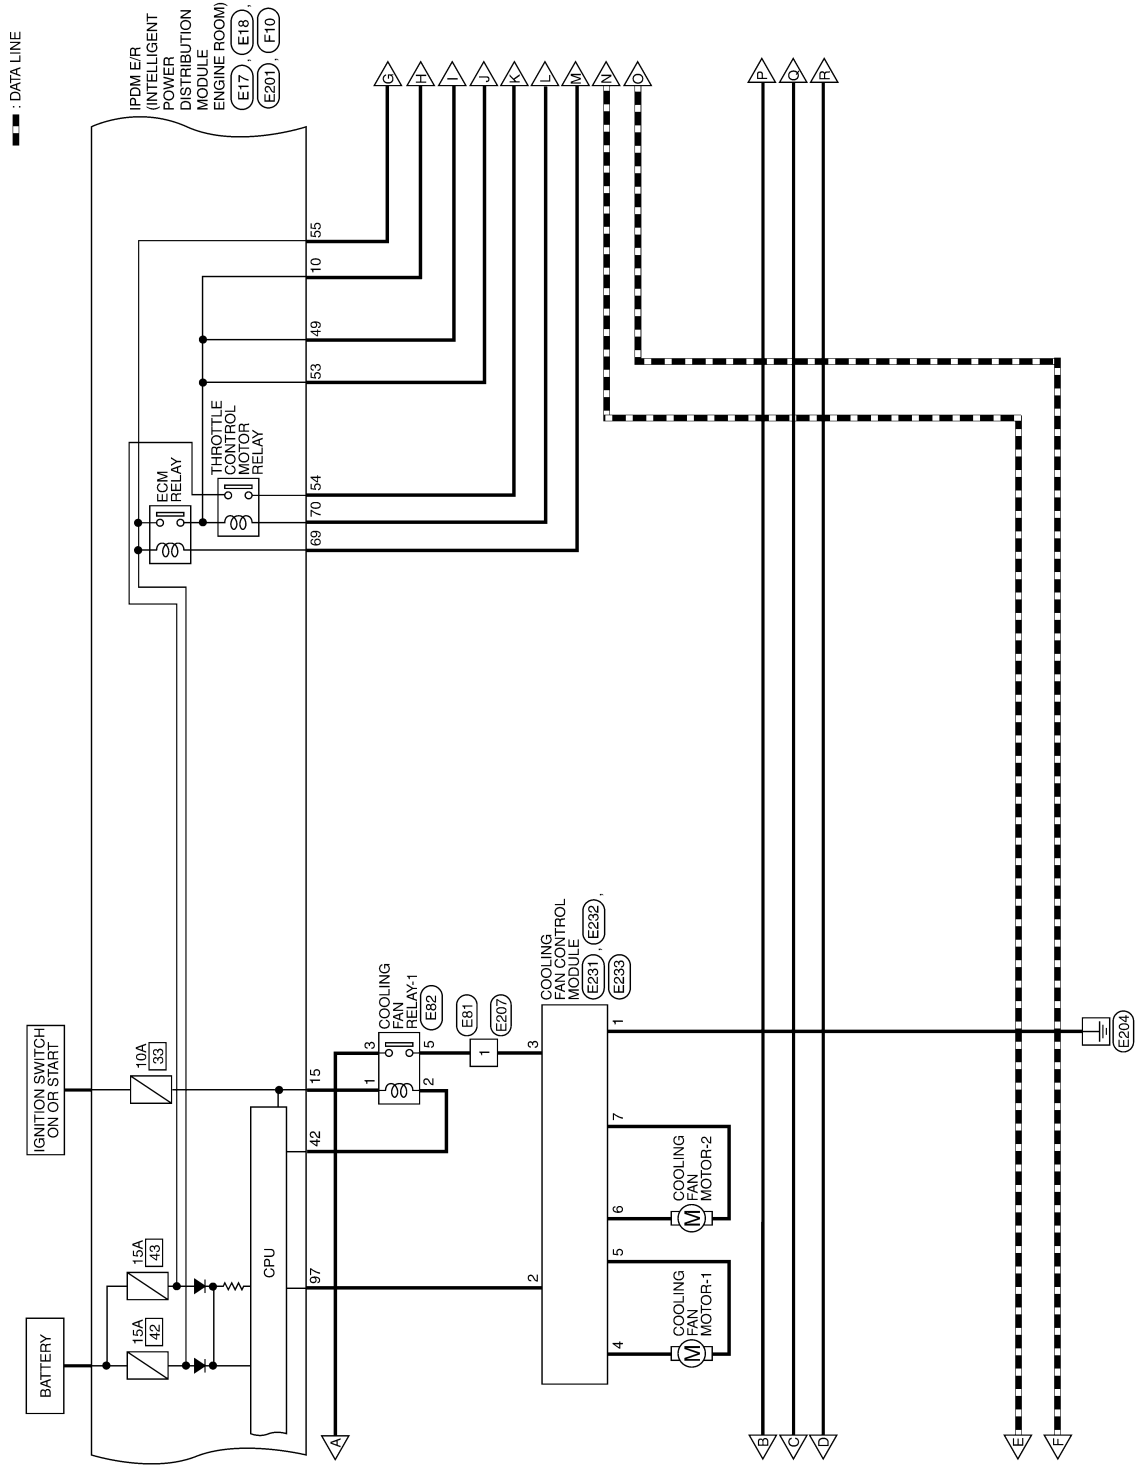 : DATA LINE
BATTERY
IGNITION SWITCH
ON OR START
IPDM E/R
(INTELLIGENT
POWER
DISTRIBUTION
MODULE
ENGINE ROOM)
E17 , E18 ,
E201 , F10
15A
42
15A
43
10A
33
ECM
RELAY
THROTTLE
CONTROL
MOTOR
RELAY
CPU
97
42
15
69
70
54
53
49
10
55
A
1
3
2
5
COOLING
FAN
RELAY-1
E82
G
H
I
J
K
L
M
N
O
1
E81
E207
2
3
COOLING
FAN CONTROL
MODULE
E231 , E232 ,
E233
4
5
6
7
1
M
COOLING
FAN
MOTOR-1
M
COOLING
FAN
MOTOR-2
B
P
C
Q
D
R
E
F
E204